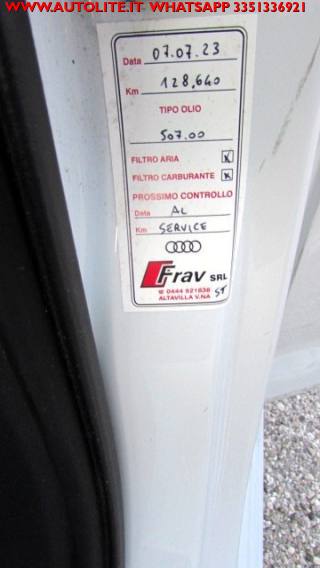 WWW.AUTOLITE.IT WHATSAPP 3351336921
Data 07.07.23
Km 128,640
TIPO OLIO
507.00
FILTRO ARIA X
FILTRO CARBURANTE X
PROSSIMO CONTROLLO
Data AL
Km SERVICE
Frav SRL
☎ 0444 521838
ALTAVILLA V.NA ST